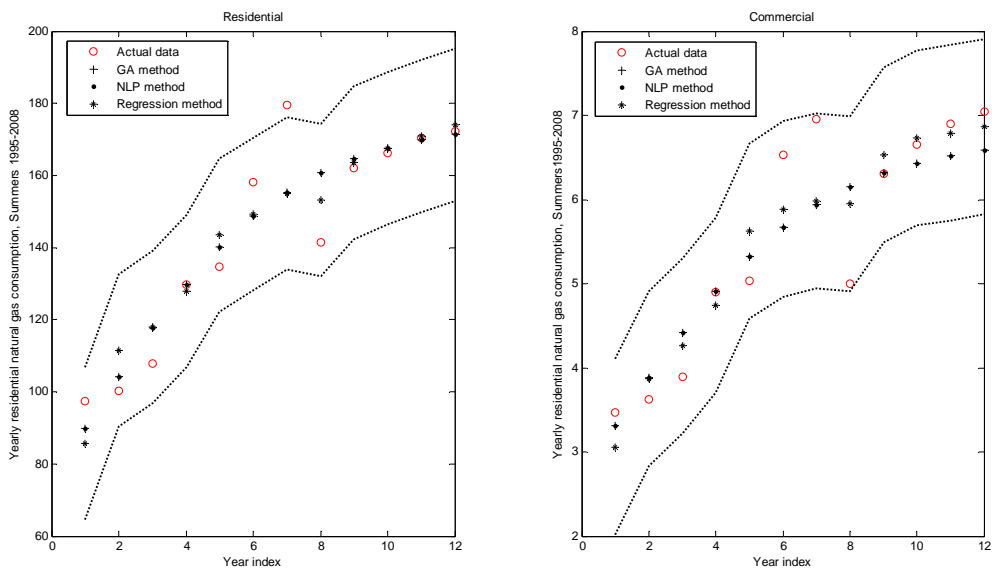 Residential
Yearly residential natural gas consumption, Summers 1995-2008
200
180
160
140
120
100
80
60
Actual data
GA method
NLP method
Regression method
0 2 4 6 8 10 12
Year index
Commercial
Yearly residential natural gas consumption, Summers1995-2008
8
7
6
5
4
3
2
Actual data
GA method
NLP method
Regression method
0 2 4 6 8 10 12
Year index